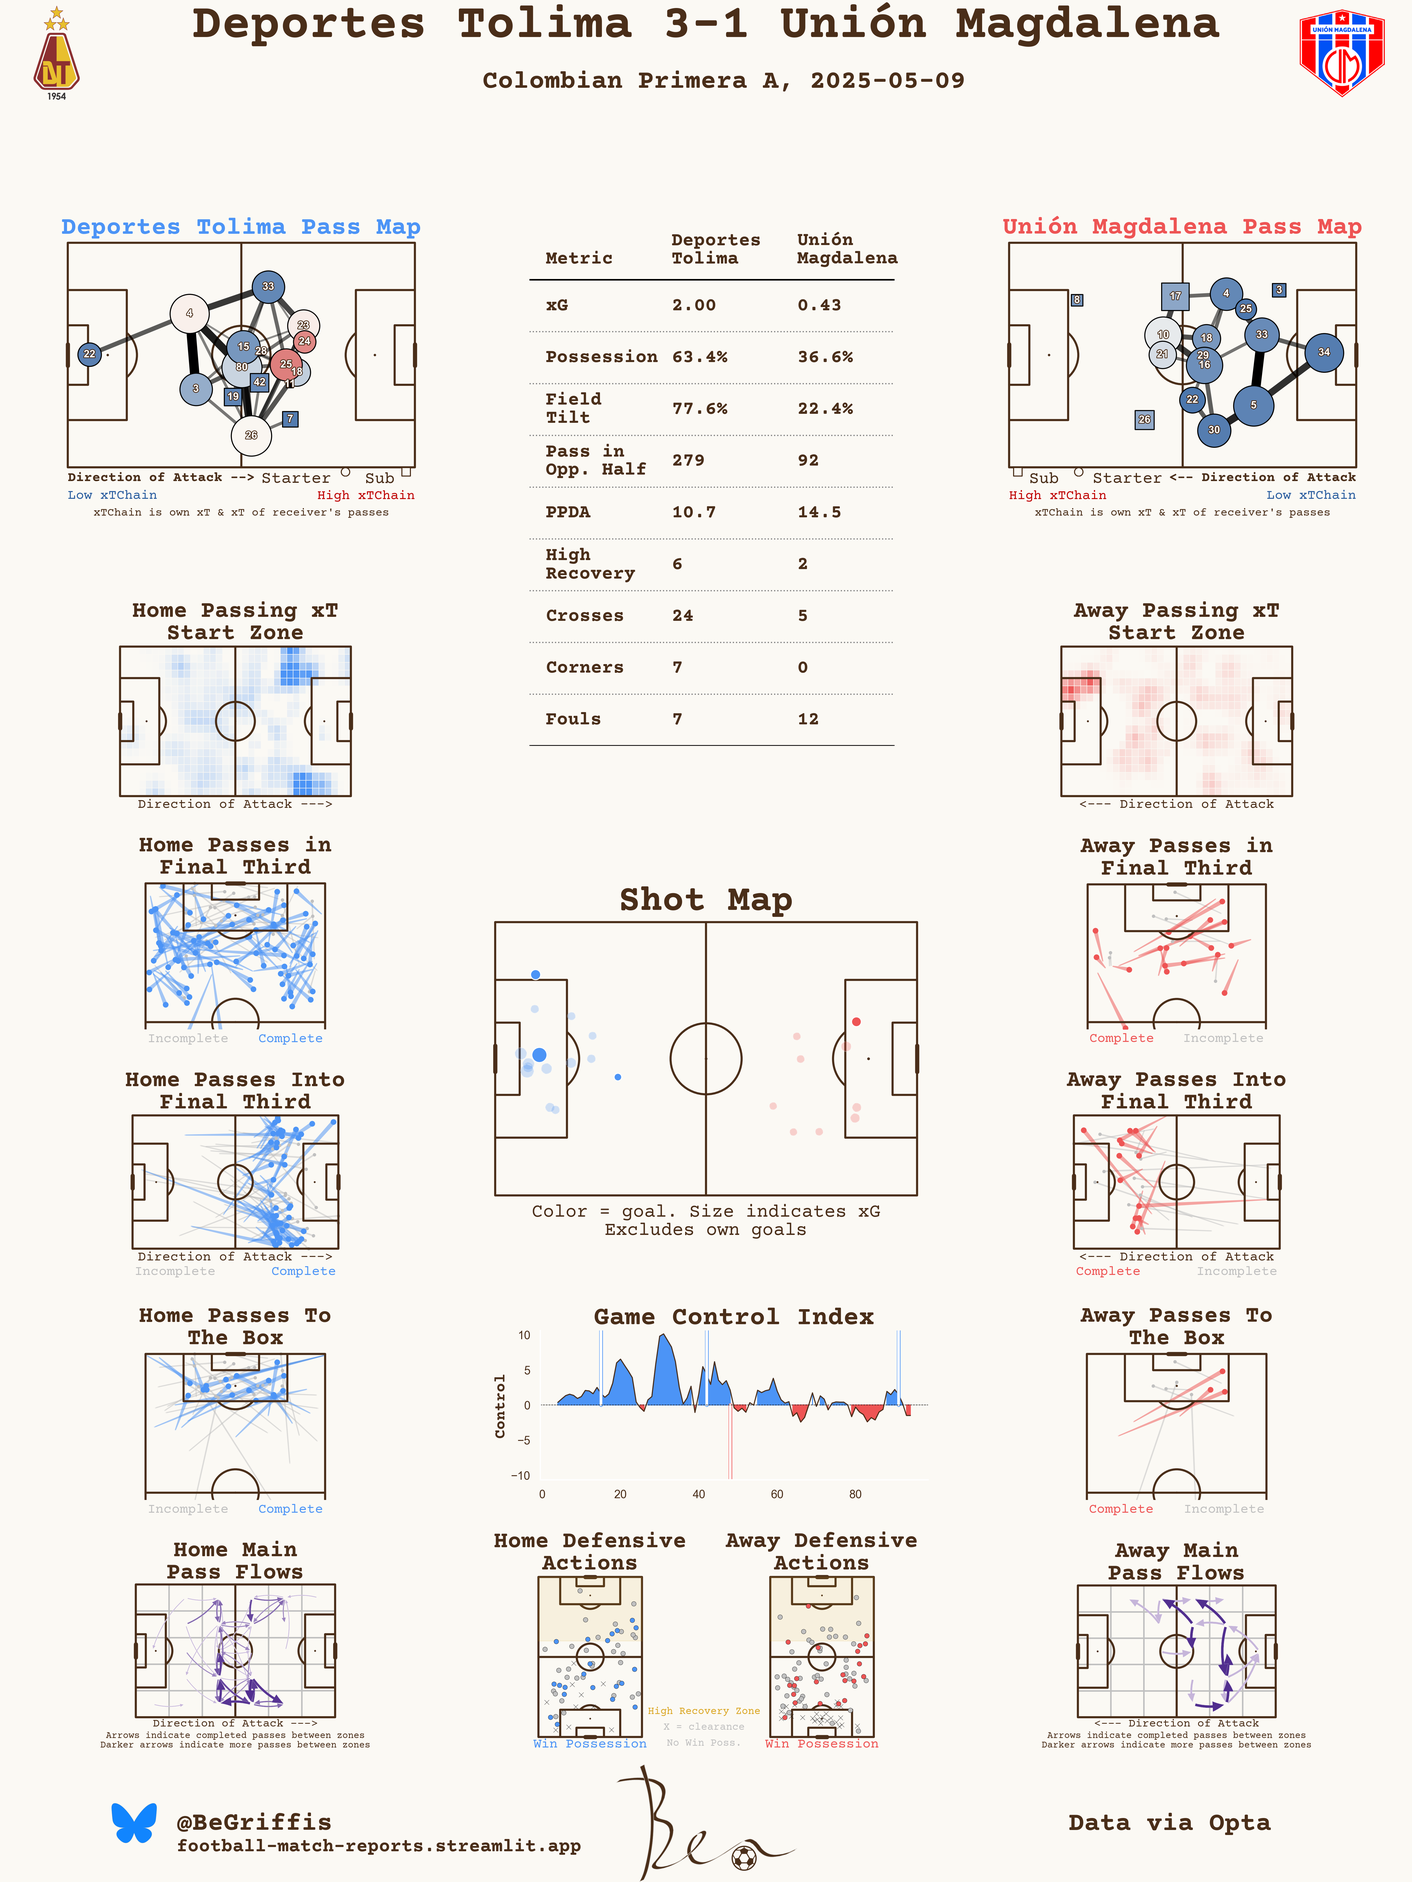 Deportes Tolima 3-1 Unión Magdalena
Colombian Primera A, 2025-05-09
DT
1954
UNIÓN MAGDALENA
Deportes Tolima Pass Map
22
4
33
23
24
15
28
80
25
18
11
42
3
19
7
26
Direction of Attack --> Starter Sub
Low xTChain High xTChain
xTChain is own xT & xT of receiver's passes
Metric Deportes Tolima Unión Magdalena
xG 2.00 0.43
Possession 63.4% 36.6%
Field Tilt 77.6% 22.4%
Pass in Opp. Half 279 92
PPDA 10.7 14.5
High Recovery 6 2
Crosses 24 5
Corners 7 0
Fouls 7 12
Unión Magdalena Pass Map
8
17
4
3
25
10
18
33
21
29
16
34
22
5
26
30
Sub Starter <-- Direction of Attack
High xTChain Low xTChain
xTChain is own xT & xT of receiver's passes
Home Passing xT
Start Zone
Direction of Attack --->
Away Passing xT
Start Zone
<--- Direction of Attack
Home Passes in
Final Third
Incomplete Complete
Shot Map
Color = goal. Size indicates xG
Excludes own goals
Away Passes in
Final Third
Complete Incomplete
Home Passes Into
Final Third
Direction of Attack --->
Incomplete Complete
Away Passes Into
Final Third
<--- Direction of Attack
Complete Incomplete
Home Passes To
The Box
Incomplete Complete
Game Control Index
Control
10
5
0
−5
−10
0 20 40 60 80
Away Passes To
The Box
Complete Incomplete
Home Main
Pass Flows
Direction of Attack --->
Arrows indicate completed passes between zones
Darker arrows indicate more passes between zones
Home Defensive
Actions
Win Possession
High Recovery Zone
X = clearance
No Win Poss.
Away Defensive
Actions
Win Possession
Away Main
Pass Flows
<--- Direction of Attack
Arrows indicate completed passes between zones
Darker arrows indicate more passes between zones
@BeGriffis
football-match-reports.streamlit.app
Ben
Data via Opta